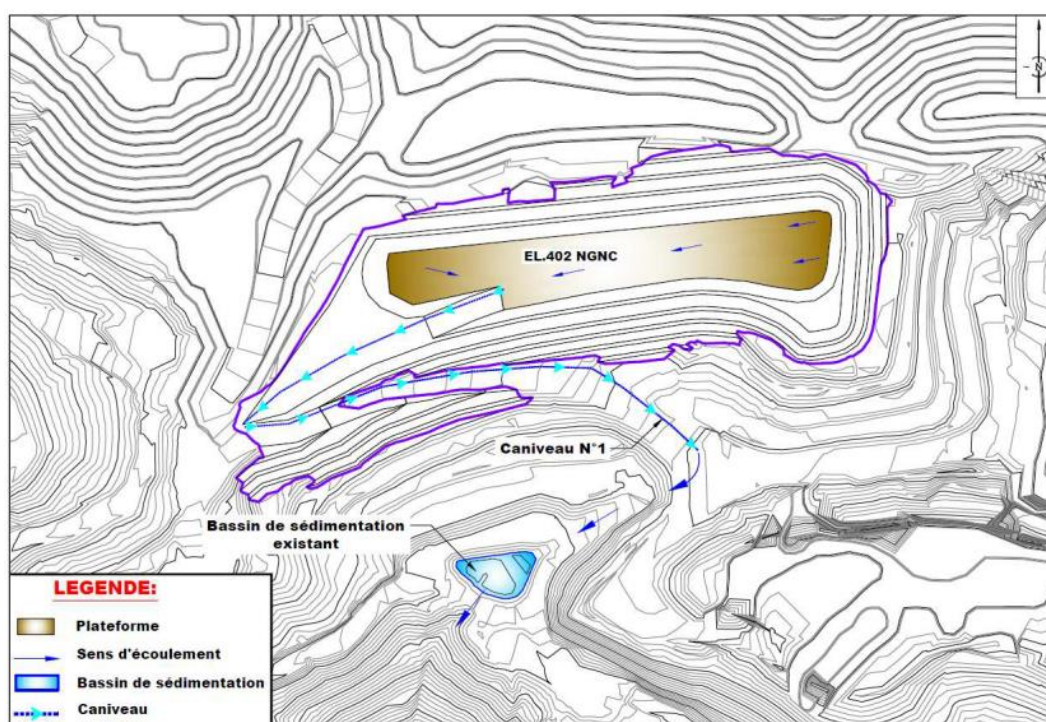 N
EL.402 NGNC
Caniveau N°1
Bassin de sédimentation
existant
LEGENDE:
Plateforme
Sens d'écoulement
Bassin de sédimentation
Caniveau